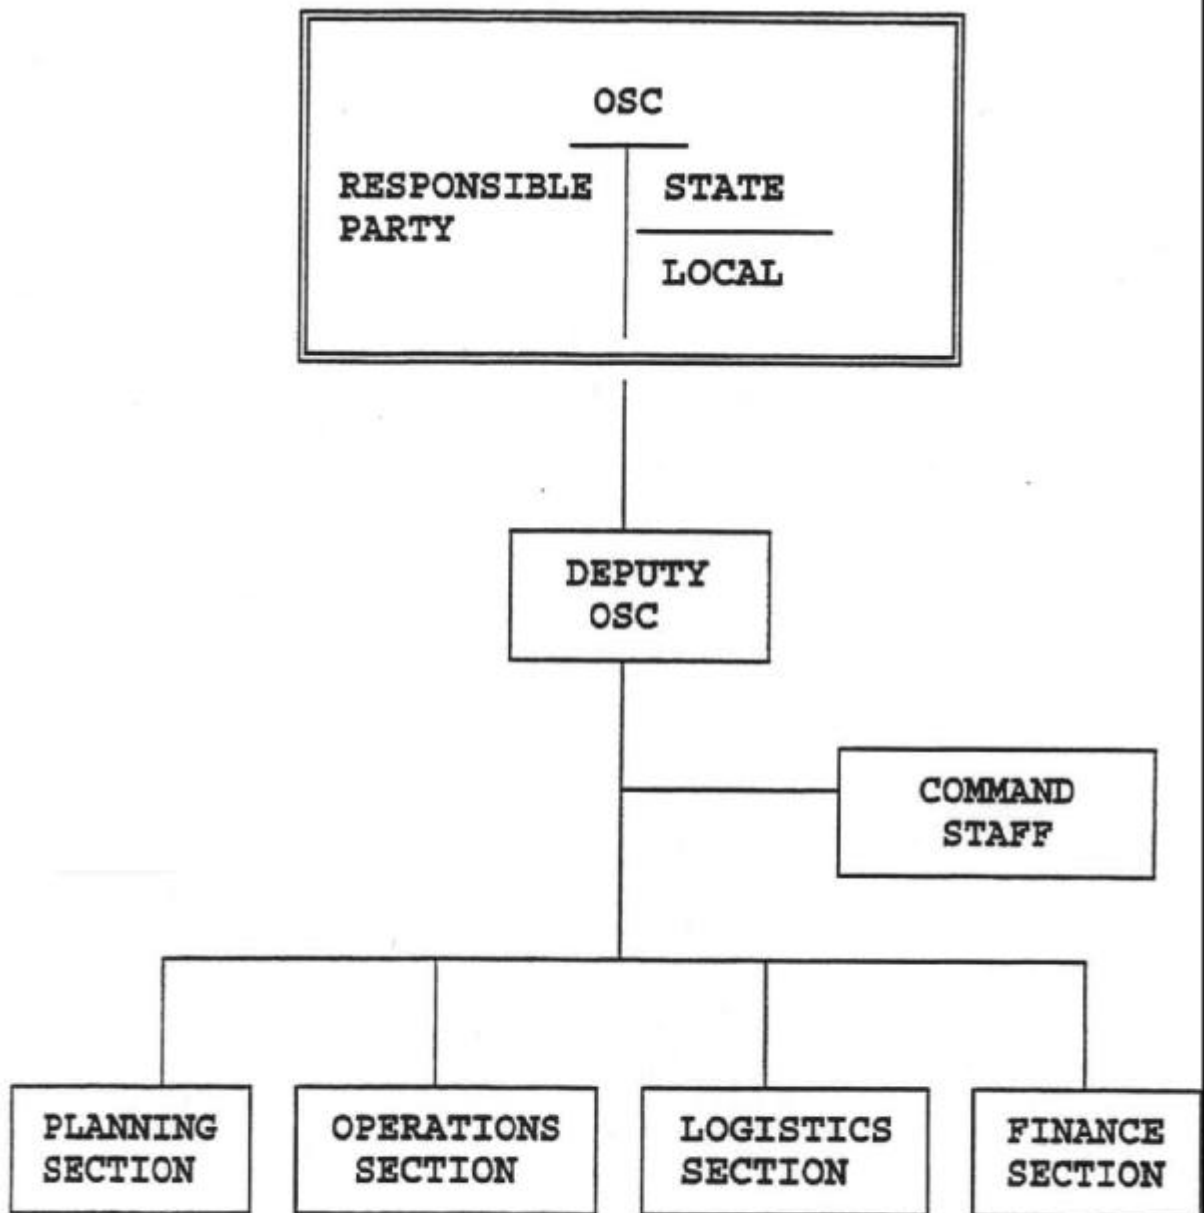 OSC
RESPONSIBLE
PARTY
STATE
LOCAL
DEPUTY
OSC
COMMAND
STAFF
PLANNING
SECTION
OPERATIONS
SECTION
LOGISTICS
SECTION
FINANCE
SECTION